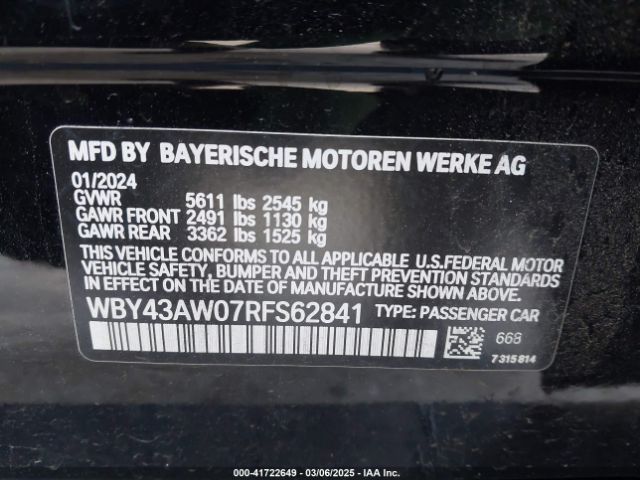 MFD BY BAYERISCHE MOTOREN WERKE AG
01/2024
GVWR 5611 lbs 2545 kg
GAWR FRONT 2491 lbs 1130 kg
GAWR REAR 3362 lbs 1525 kg
THIS VEHICLE CONFORMS TO ALL APPLICABLE U.S.FEDERAL MOTOR
VEHICLE SAFETY, BUMPER AND THEFT PREVENTION STANDARDS
IN EFFECT ON THE DATE OF MANUFACTURE SHOWN ABOVE.
WBY43AW07RFS62841 TYPE: PASSENGER CAR
668
7315814
000-41722649 - 03/06/2025 - IAA Inc.